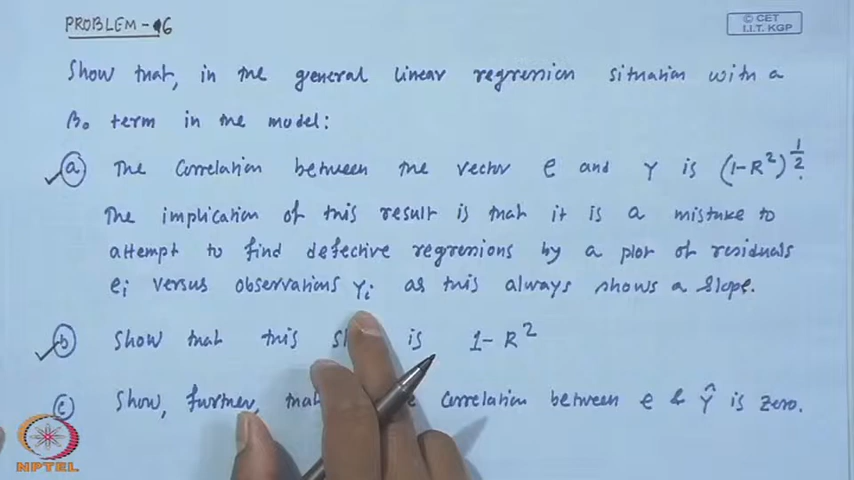 PROBLEM-16
© CET
I.I.T. KGP
Show that, in the general linear regression situation with a
β₀ term in the model:
(a) The Correlation between the vector e and Y is (1-R²)^½.
The implication of this result is that it is a mistake to
attempt to find defective regressions by a plot of residuals
eᵢ versus observations Yᵢ as this always shows a slope.
(b) Show that this is 1-R²
(c) Show, further, correlation between e & Ŷ is zero.
NPTEL